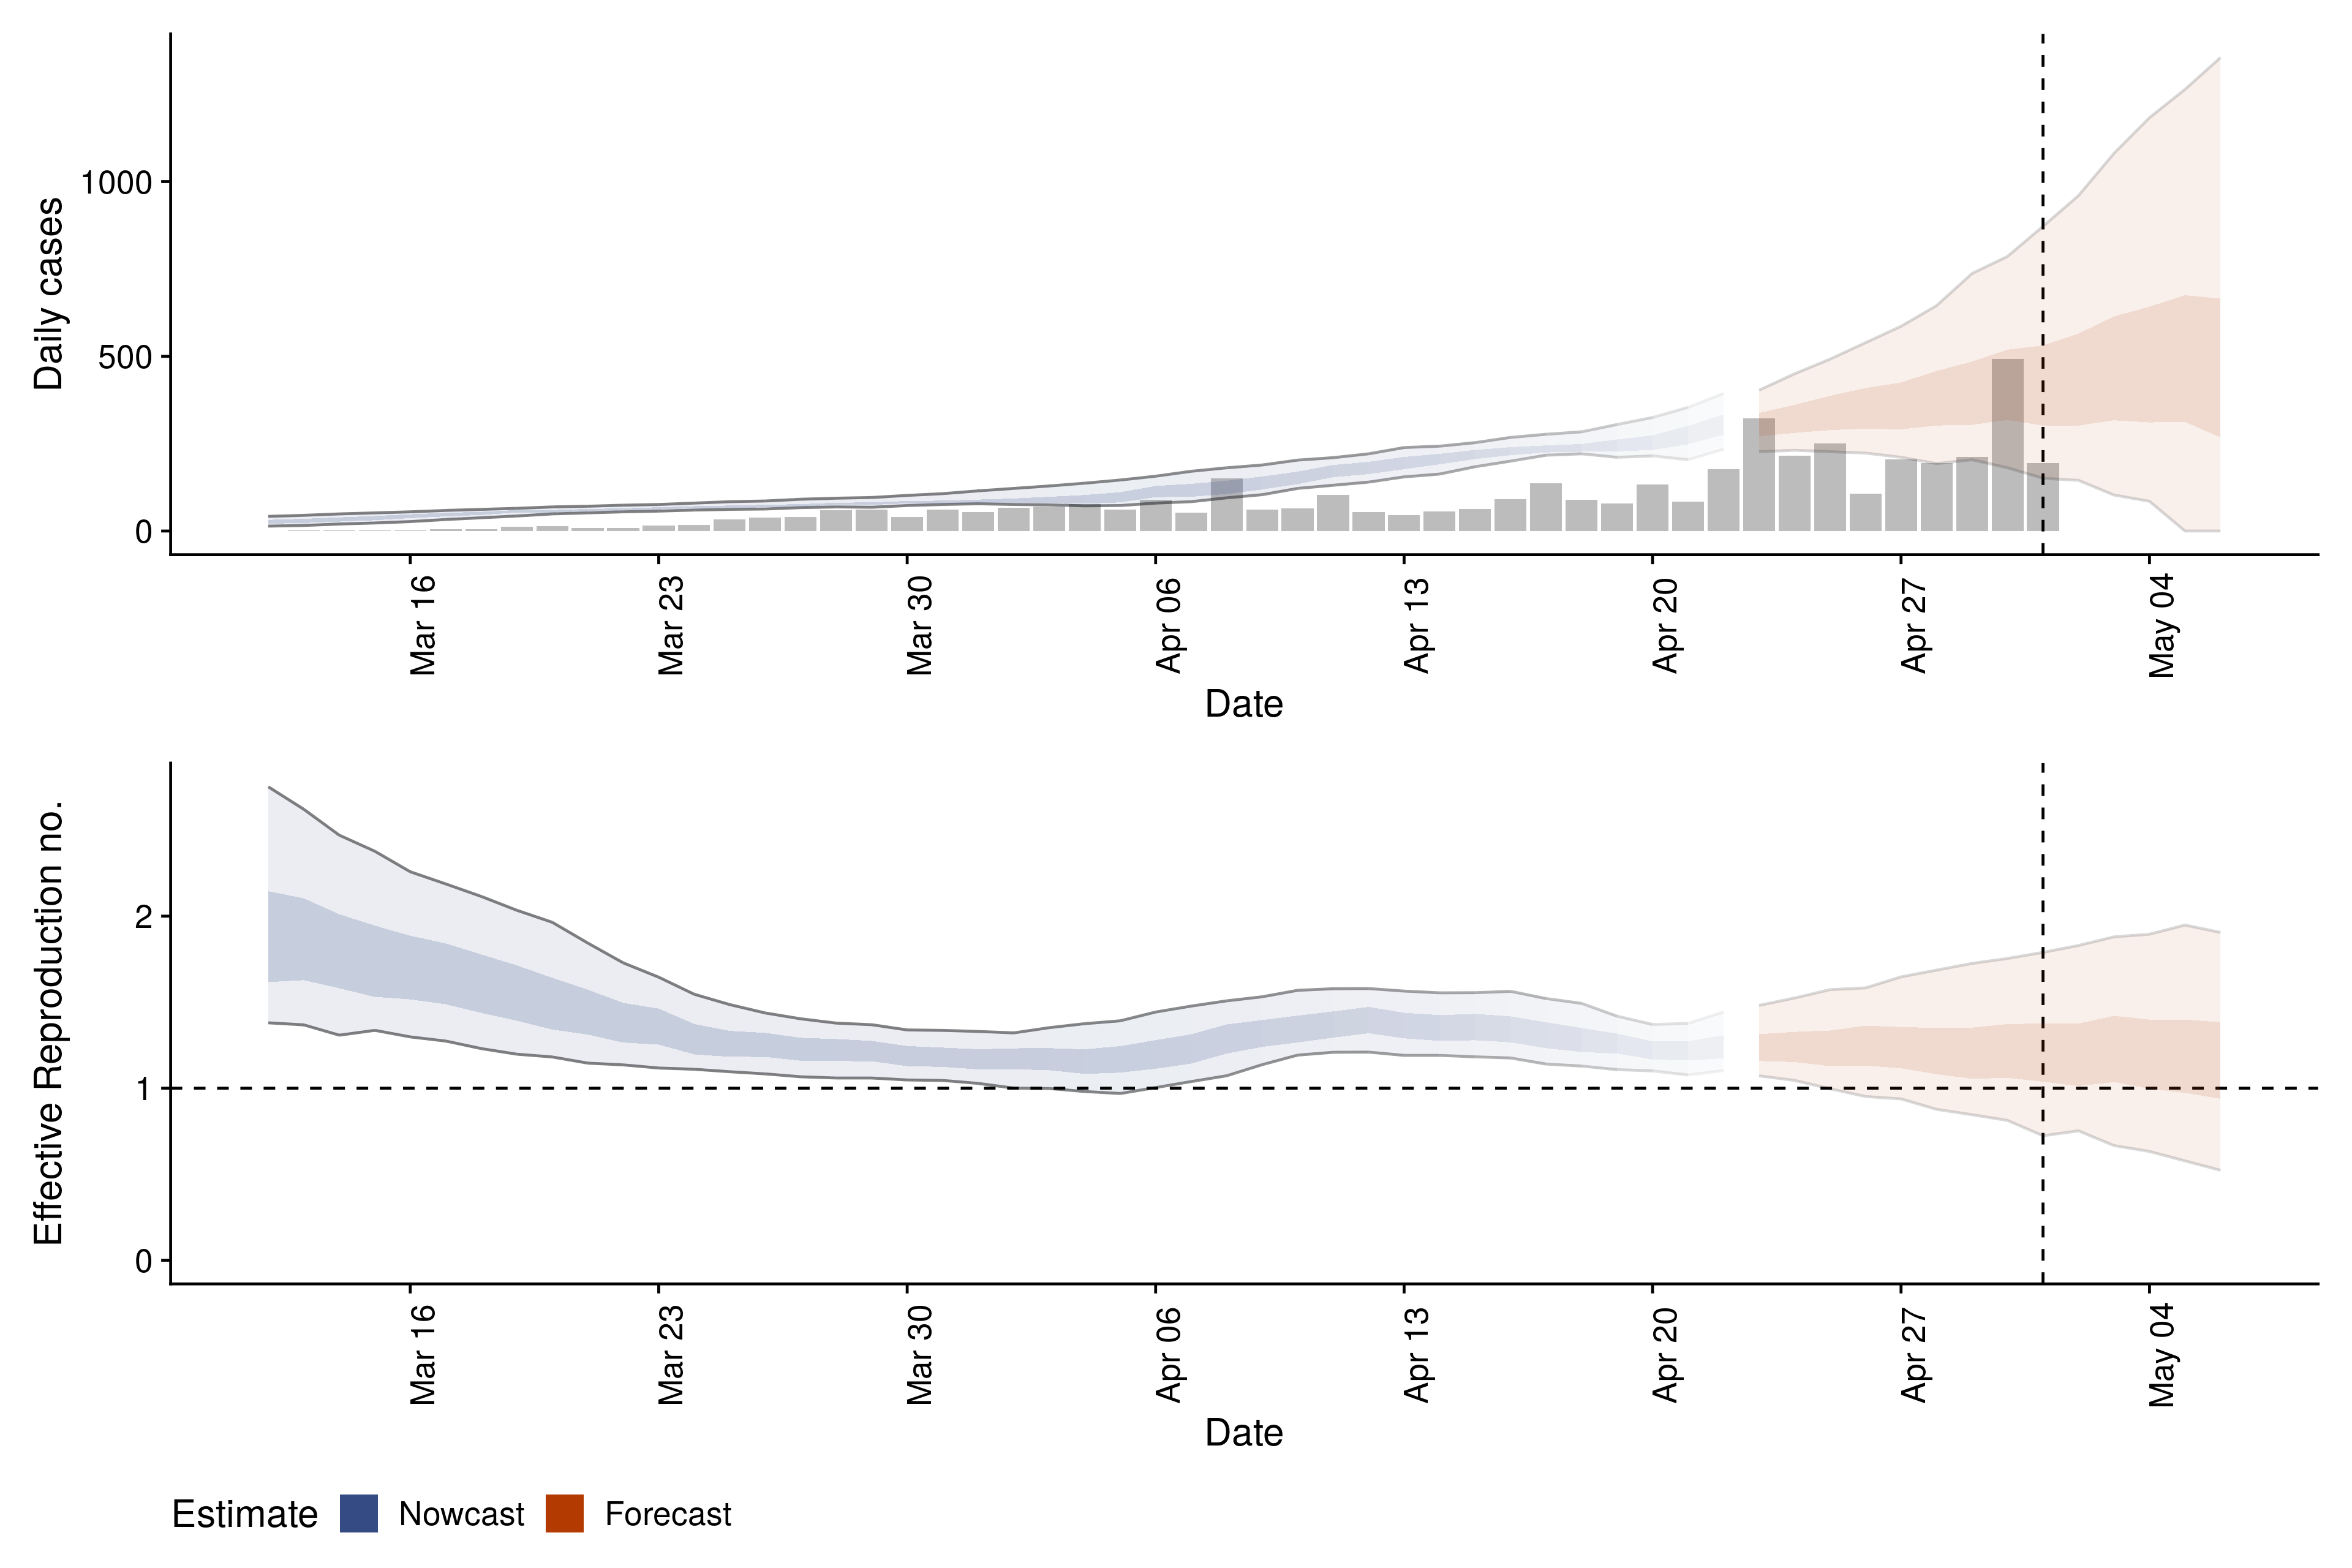 Daily cases
1000
500
0
Mar 16
Mar 23
Mar 30
Apr 06
Apr 13
Apr 20
Apr 27
May 04
Date
Effective Reproduction no.
2
1
0
Mar 16
Mar 23
Mar 30
Apr 06
Apr 13
Apr 20
Apr 27
May 04
Date
Estimate Nowcast Forecast